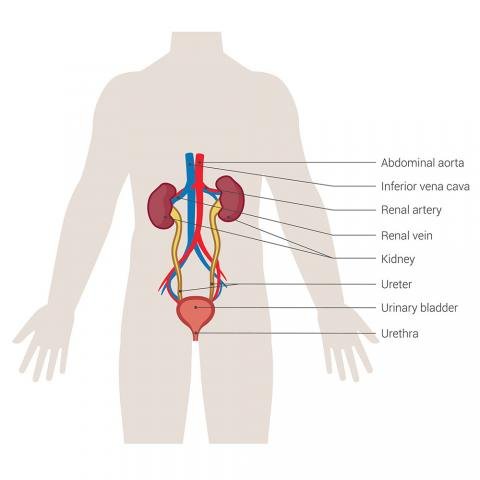 Abdominal aorta
Inferior vena cava
Renal artery
Renal vein
Kidney
Ureter
Urinary bladder
Urethra